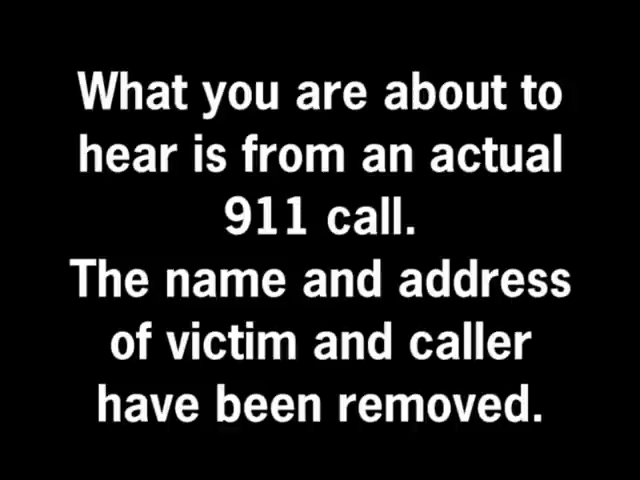 What you are about to
hear is from an actual
911 call.
The name and address
of victim and caller
have been removed.